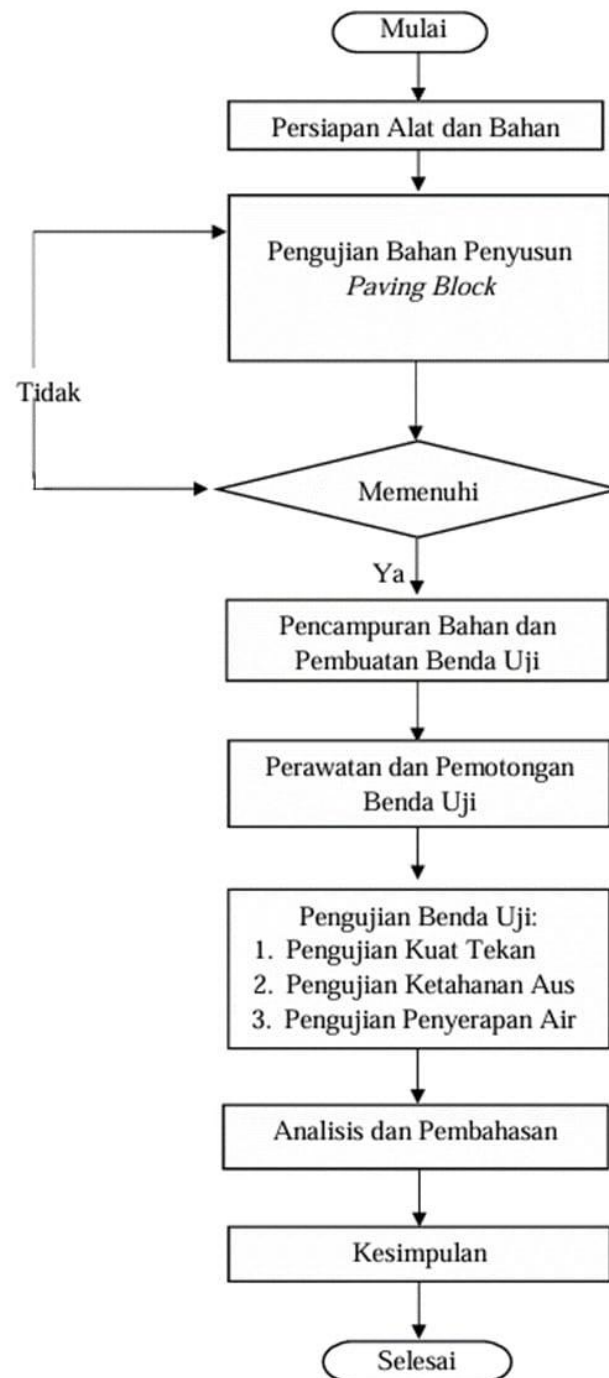 Mulai
Persiapan Alat dan Bahan
Pengujian Bahan Penyusun
Paving Block
Tidak
Memenuhi
Ya
Pencampuran Bahan dan
Pembuatan Benda Uji
Perawatan dan Pemotongan
Benda Uji
Pengujian Benda Uji:
1. Pengujian Kuat Tekan
2. Pengujian Ketahanan Aus
3. Pengujian Penyerapan Air
Analisis dan Pembahasan
Kesimpulan
Selesai